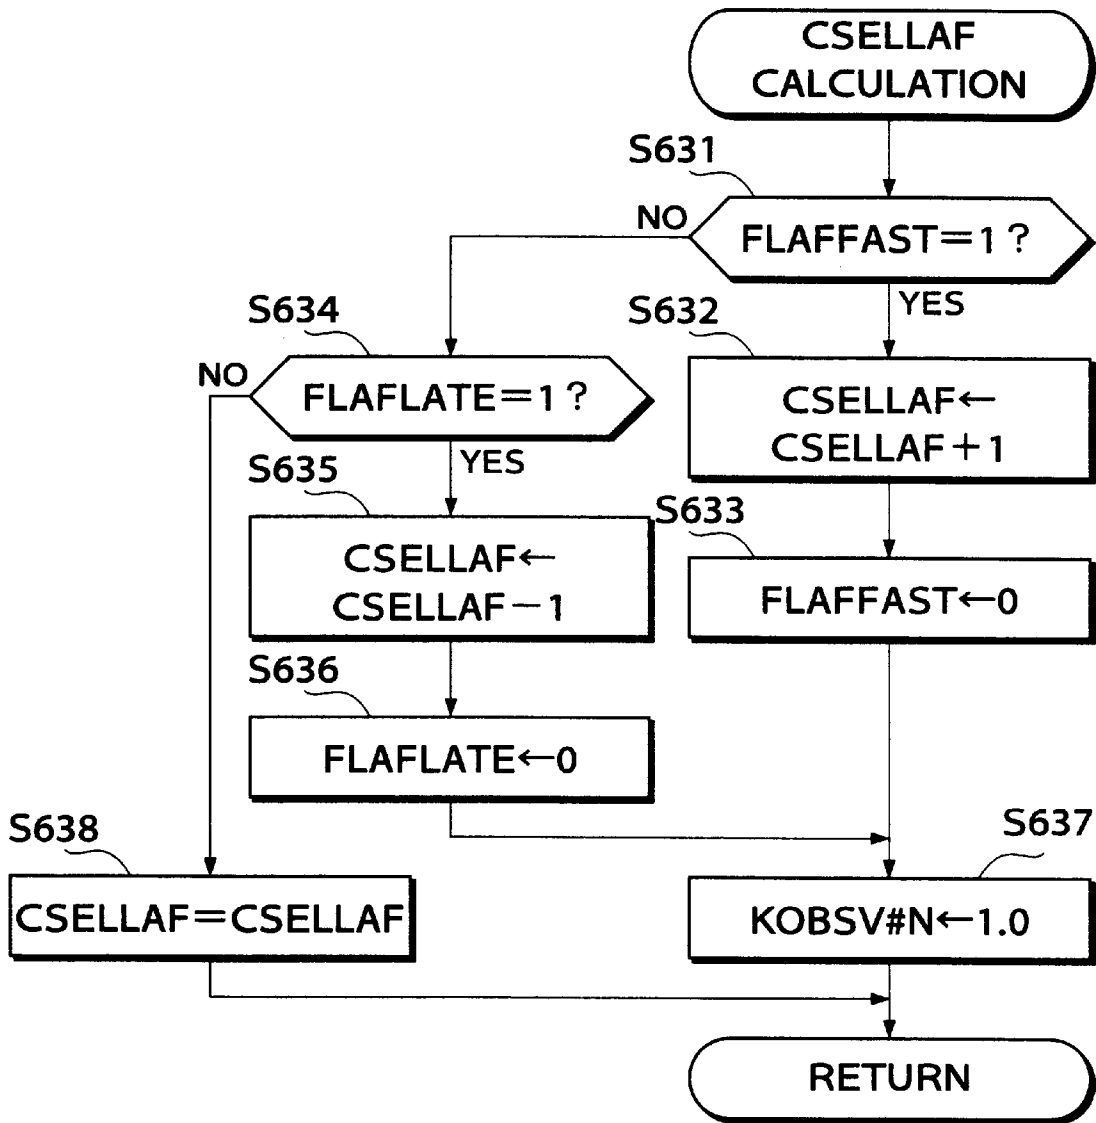 CSELLAF
CALCULATION
S631
NO
FLAFFAST=1?
YES
S634
S632
NO
FLAFLATE=1?
CSELLAF←
CSELLAF+1
YES
S635
S633
CSELLAF←
CSELLAF−1
FLAFFAST←0
S636
FLAFLATE←0
S638
S637
CSELLAF=CSELLAF
KOBSV#N←1.0
RETURN